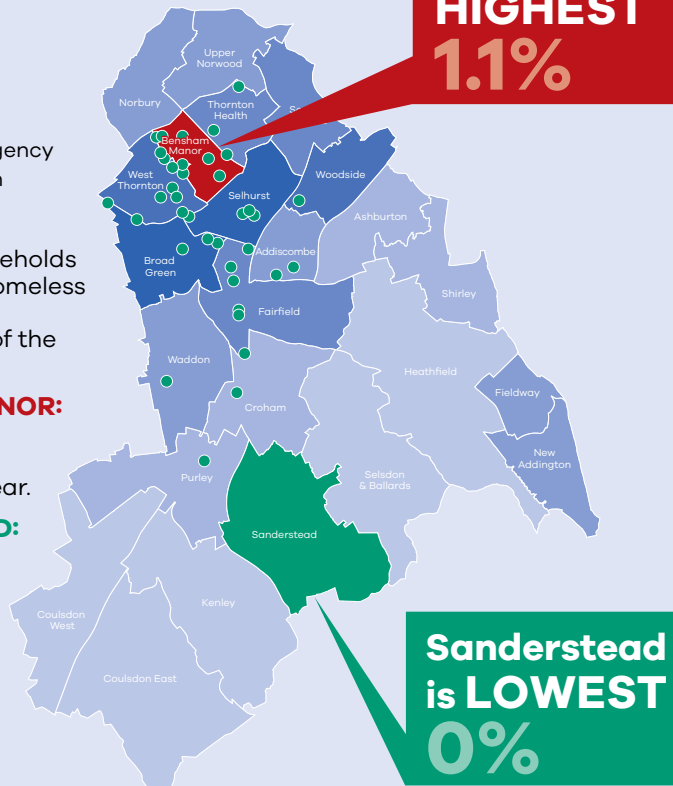 HIGHEST
1.1%
Upper
Norwood
Norbury
Thornton
Health
Bensham
Manor
West
Thornton
Woodside
Selhurst
Ashburton
Addiscombe
Broad
Green
Shirley
Fairfield
Waddon
Heathfield
Fieldway
Croham
New
Addington
Purley
Selsdon
& Ballards
Sanderstead
Kenley
Coulsdon
West
Coulsdon East
eholds
omeless
of the
NOR:
ear.
Sanderstead
is LOWEST
0%